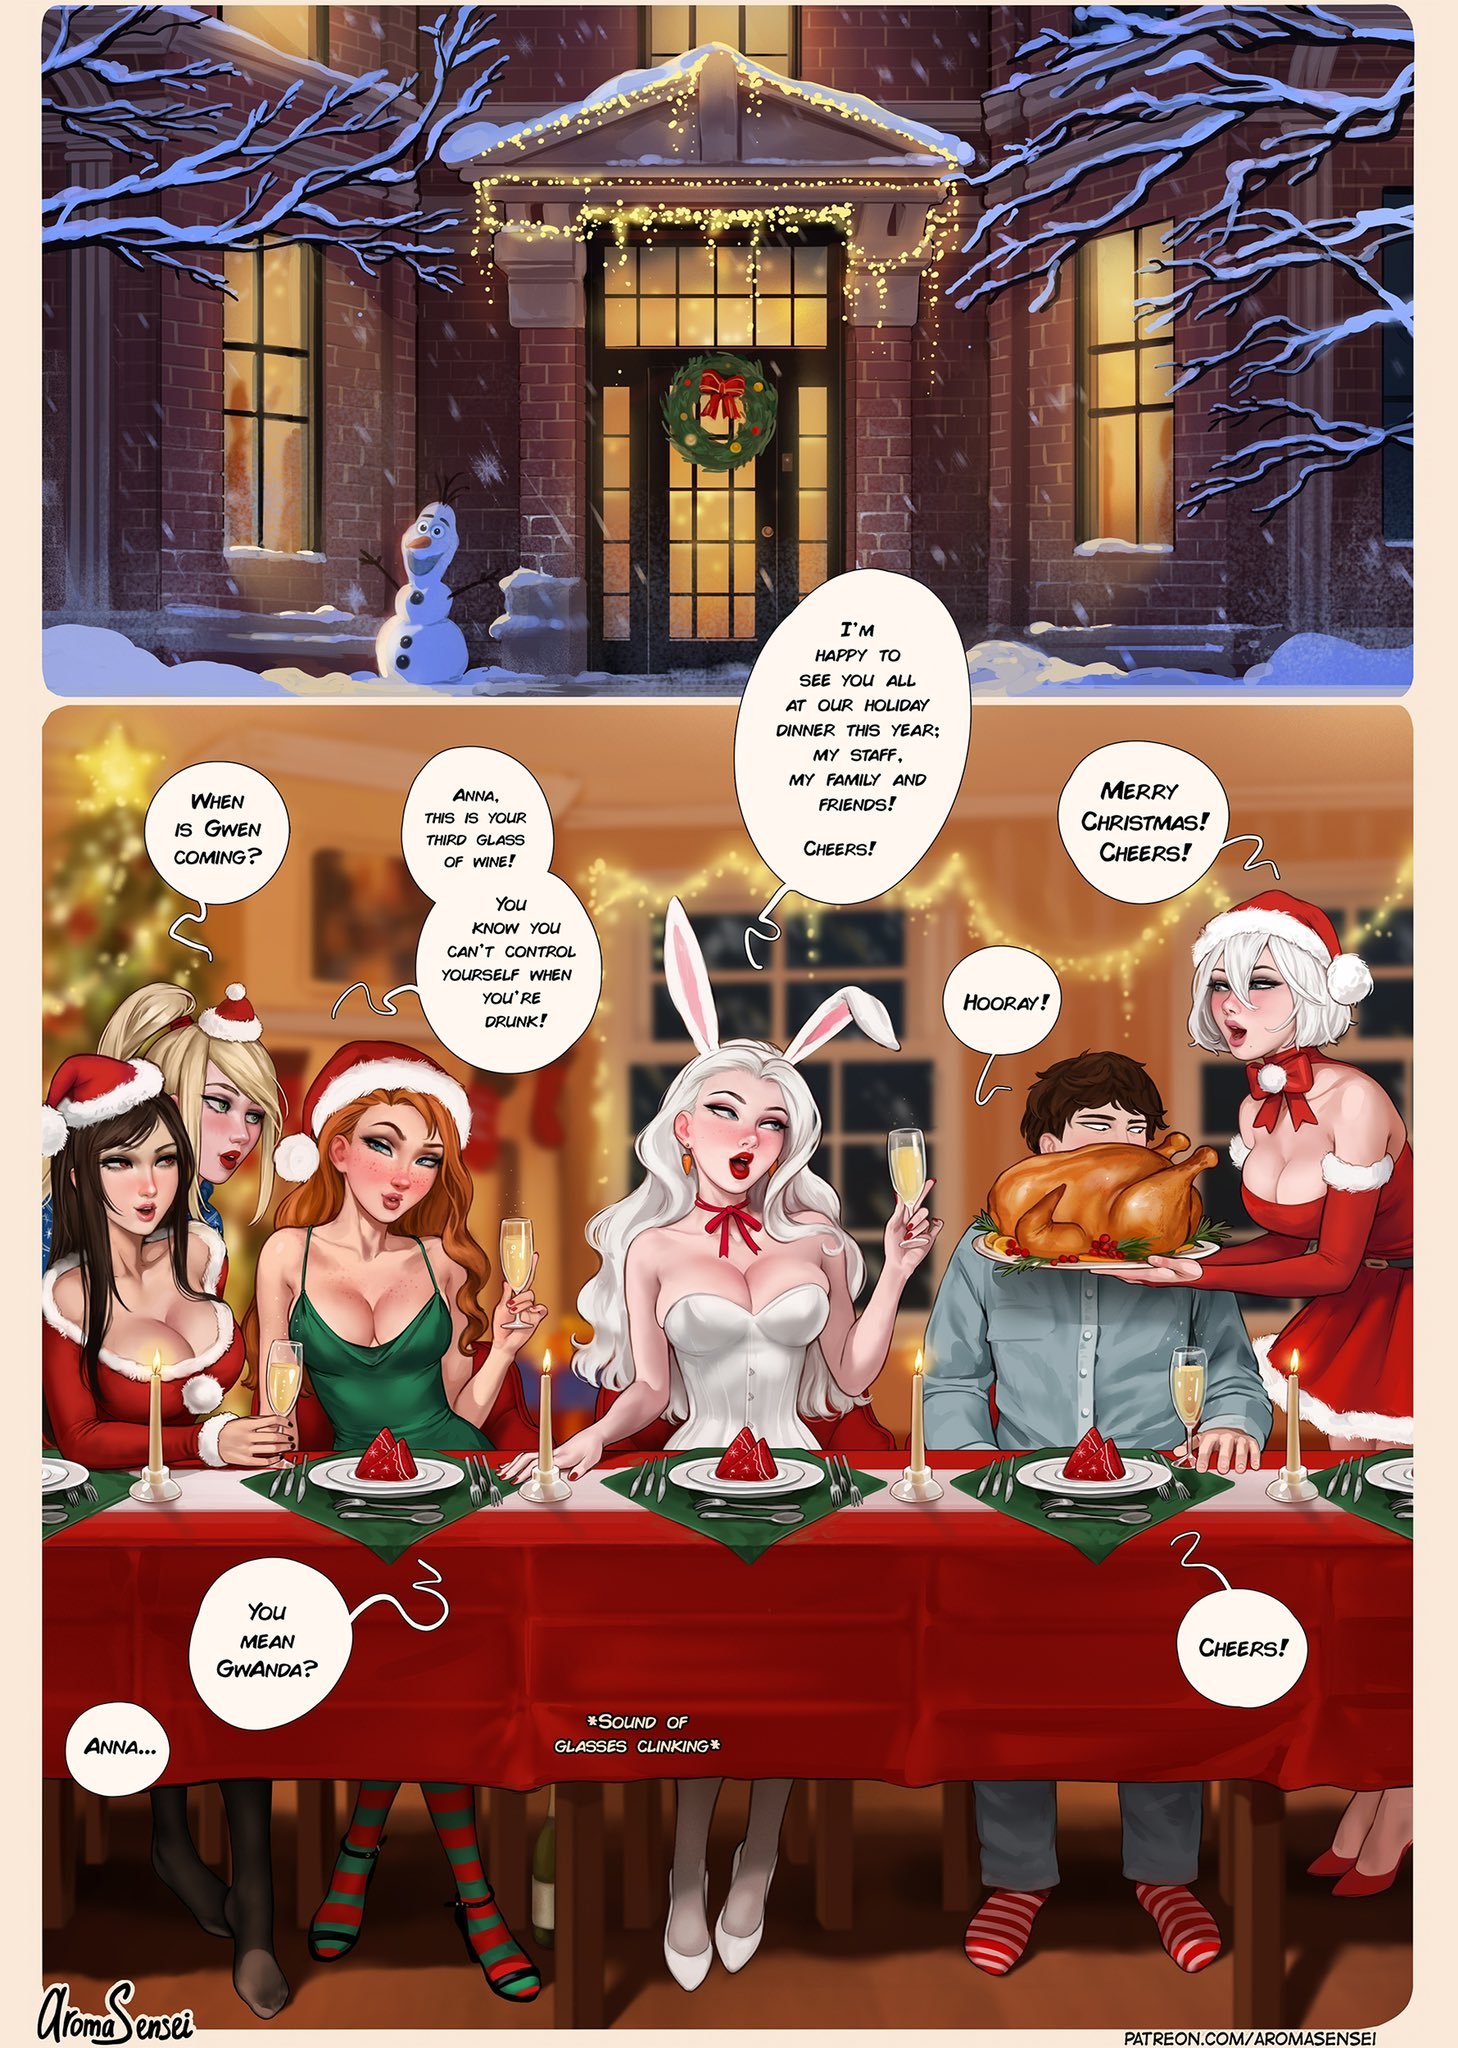 I'M
HAPPY TO
SEE YOU ALL
AT OUR HOLIDAY
DINNER THIS YEAR;
MY STAFF,
MY FAMILY AND
FRIENDS!
CHEERS!
WHEN
IS GWEN
COMING?
ANNA,
THIS IS YOUR
THIRD GLASS
OF WINE!
YOU
KNOW YOU
CAN'T CONTROL
YOURSELF WHEN
YOU'RE
DRUNK!
MERRY
CHRISTMAS!
CHEERS!
HOORAY!
YOU
MEAN
GWANDA?
CHEERS!
ANNA...
*SOUND OF
GLASSES CLINKING*
AromaSensei
PATREON.COM/AROMASENSEI